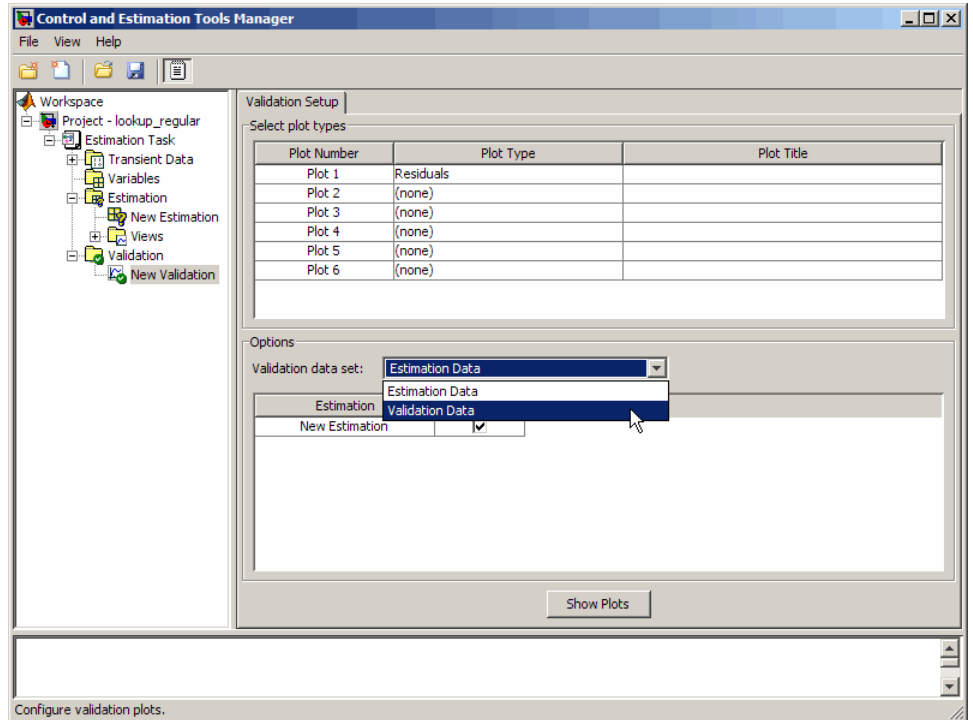 Control and Estimation Tools Manager
File View Help
Workspace
Project - lookup_regular
Estimation Task
Transient Data
Variables
Estimation
New Estimation
Views
Validation
New Validation
Validation Setup
Select plot types
Plot Number Plot Type Plot Title
Plot 1 Residuals
Plot 2 (none)
Plot 3 (none)
Plot 4 (none)
Plot 5 (none)
Plot 6 (none)
Options
Validation data set: Estimation Data
Estimation Data
Validation Data
Estimation
New Estimation
Show Plots
Configure validation plots.